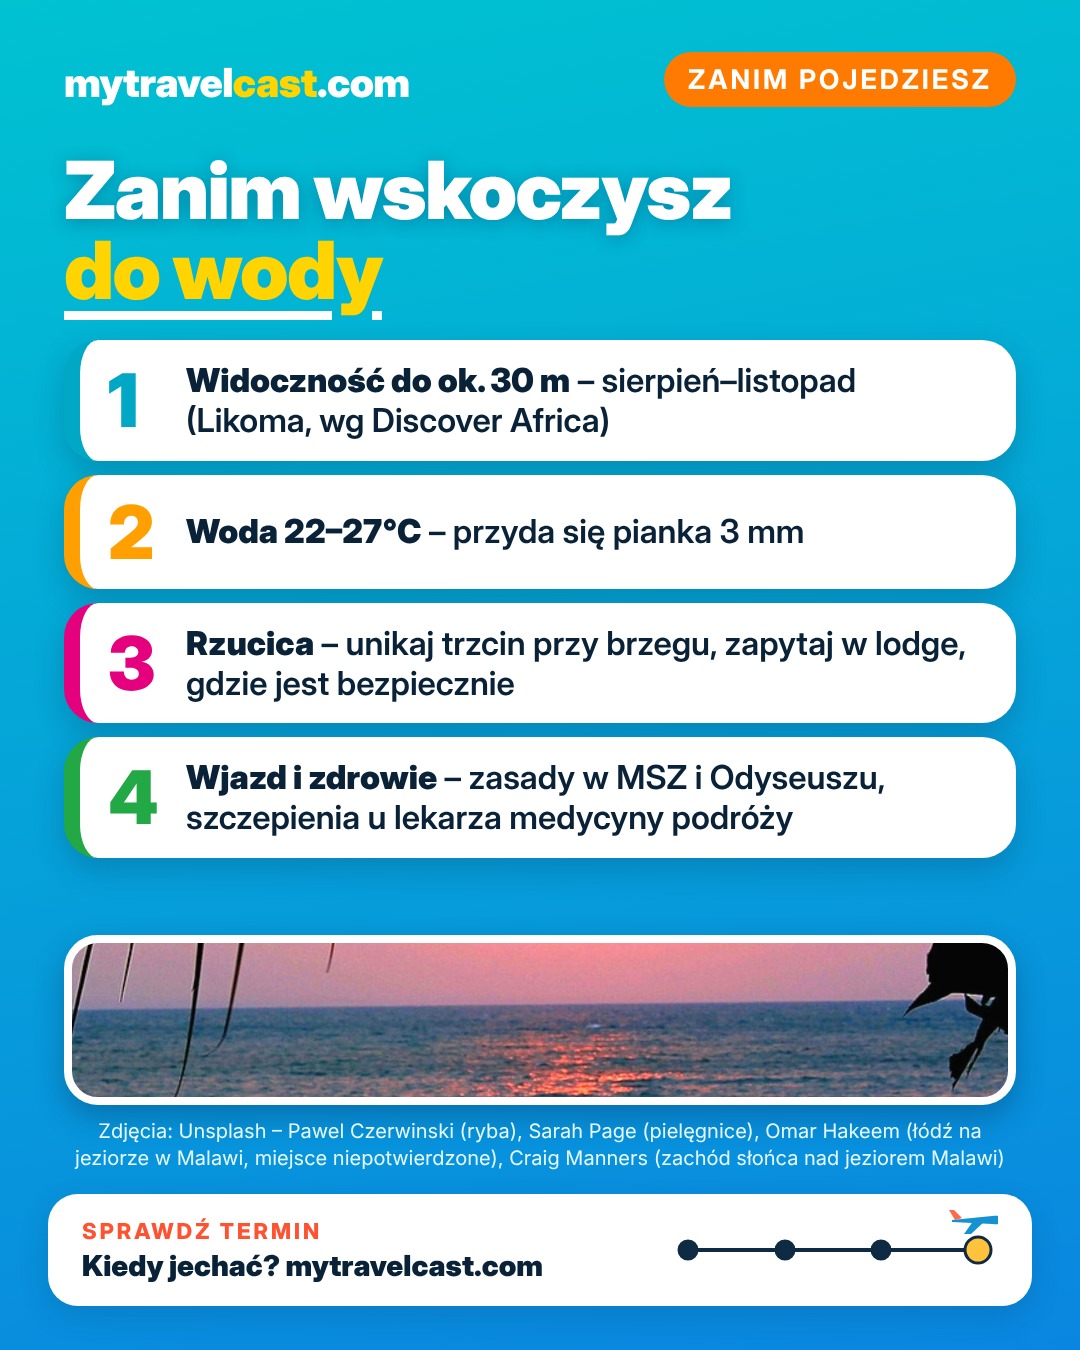 mytravelcast.com
ZANIM POJEDZIESZ
Zanim wskoczysz
do wody
1
Widoczność do ok. 30 m – sierpień–listopad
(Likoma, wg Discover Africa)
2
Woda 22–27°C – przyda się pianka 3 mm
3
Rzucica – unikaj trzcin przy brzegu, zapytaj w lodge,
gdzie jest bezpiecznie
4
Wjazd i zdrowie – zasady w MSZ i Odyseuszu,
szczepienia u lekarza medycyny podróży
Zdjęcia: Unsplash – Pawel Czerwinski (ryba), Sarah Page (pielęgnice), Omar Hakeem (łódź na
jeziorze w Malawi, miejsce niepotwierdzone), Craig Manners (zachód słońca nad jeziorem Malawi)
SPRAWDŹ TERMIN
Kiedy jechać? mytravelcast.com